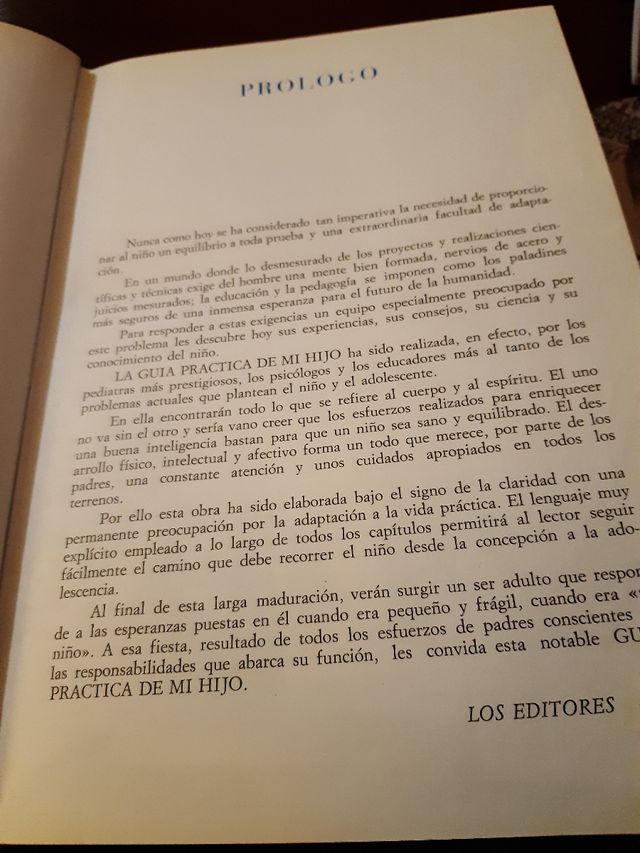 PROLOGO
Nunca como hoy se ha considerado tan imperativa la necesidad de proporcio-
nar al niño un equilibrio a toda prueba y una extraordinaria facultad de adapta-
ción.
En un mundo donde lo desmesurado de los proyectos y realizaciones cien-
tíficas y técnicas exige del hombre una mente bien formada, nervios de acero y
juicios mesurados; la educación y la pedagogía se imponen como los paladines
más seguros de una inmensa esperanza para el futuro de la humanidad.
Para responder a estas exigencias un equipo especialmente preocupado por
este problema les descubre hoy sus experiencias, sus consejos, su ciencia y su
conocimiento del niño.
LA GUIA PRACTICA DE MI HIJO ha sido realizada, en efecto, por los
pediatras más prestigiosos, los psicólogos y los educadores más al tanto de los
problemas actuales que plantean el niño y el adolescente.
En ella encontrarán todo lo que se refiere al cuerpo y al espíritu. El uno
no va sin el otro y sería vano creer que los esfuerzos realizados para enriquecer
una buena inteligencia bastan para que un niño sea sano y equilibrado. El des-
arrollo físico, intelectual y afectivo forma un todo que merece, por parte de los
padres, una constante atención y unos cuidados apropiados en todos los
terrenos.
Por ello esta obra ha sido elaborada bajo el signo de la claridad con una
permanente preocupación por la adaptación a la vida práctica. El lenguaje muy
explícito empleado a lo largo de todos los capítulos permitirá al lector seguir
fácilmente el camino que debe recorrer el niño desde la concepción a la ado-
lescencia.
Al final de esta larga maduración, verán surgir un ser adulto que respon
de a las esperanzas puestas en él cuando era pequeño y frágil, cuando era «
niño». A esa fiesta, resultado de todos los esfuerzos de padres conscientes
las responsabilidades que abarca su función, les convida esta notable GU
PRACTICA DE MI HIJO.
LOS EDITORES